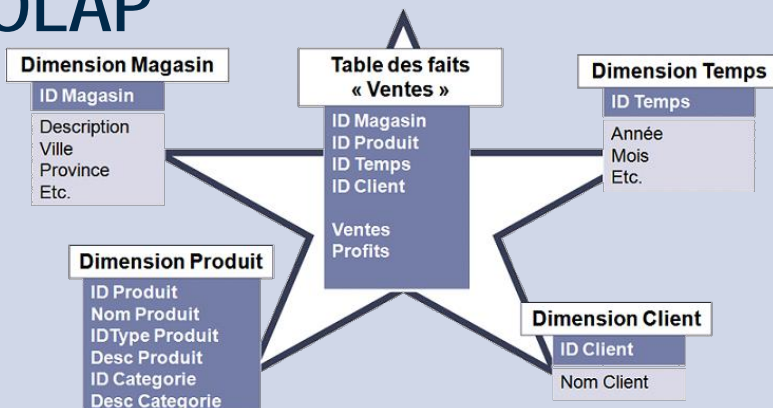 OLAP
Dimension Magasin
ID Magasin
Description
Ville
Province
Etc.
Table des faits
« Ventes »
ID Magasin
ID Produit
ID Temps
ID Client
Ventes
Profits
Dimension Temps
ID Temps
Année
Mois
Etc.
Dimension Produit
ID Produit
Nom Produit
IDType Produit
Desc Produit
ID Categorie
Desc Categorie
Dimension Client
ID Client
Nom Client